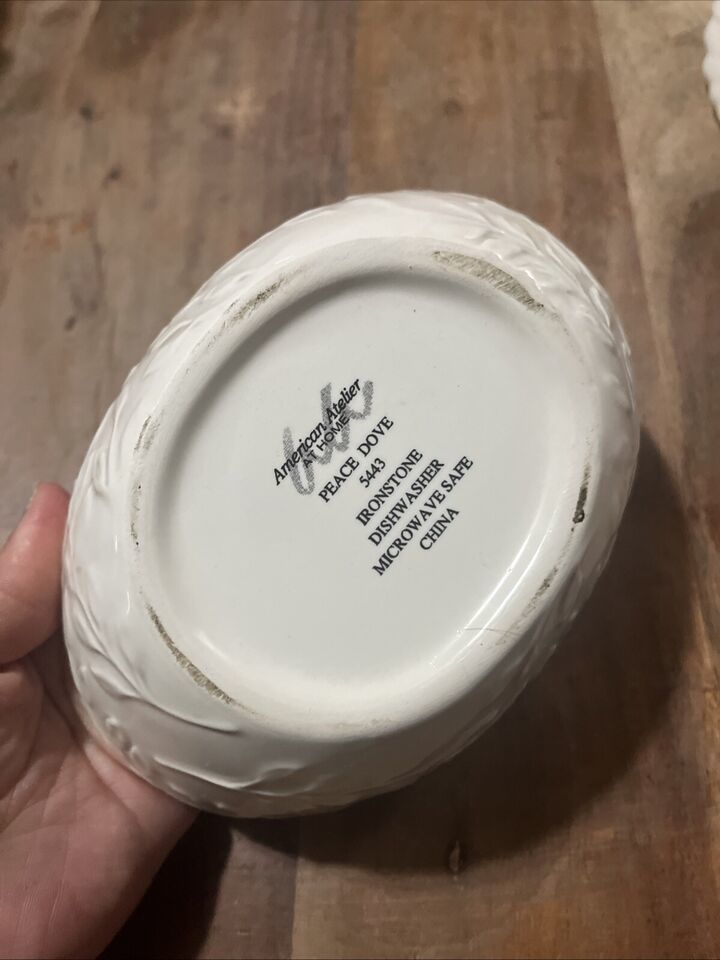 American Atelier
AT HOME
PEACE DOVE
5443
IRONSTONE
DISHWASHER
MICROWAVE SAFE
CHINA